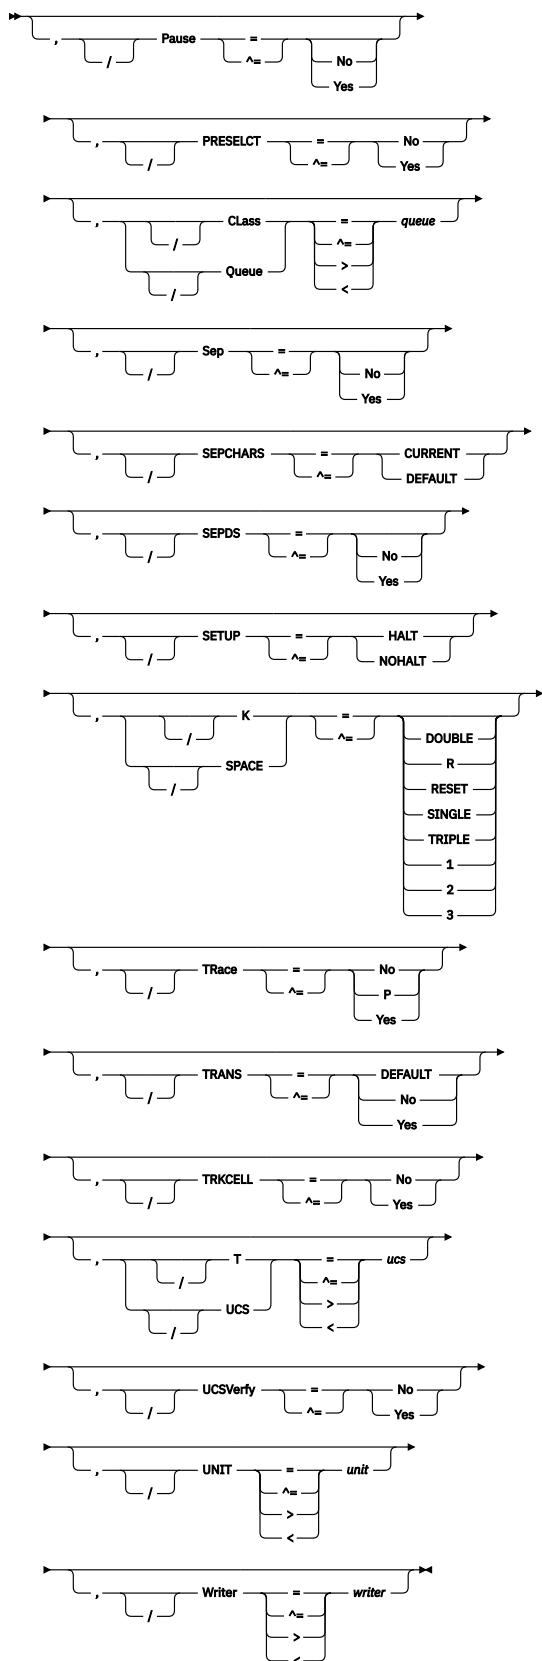 , Pause =
/ ^= No
Yes
, PRESELCT = No
/ ^= Yes
, CLass = queue
/ ^=
Queue >
/ <
, Sep =
/ ^= No
Yes
, SEPCHARS = CURRENT
/ ^= DEFAULT
, SEPDS =
/ ^= No
Yes
, SETUP = HALT
/ ^= NOHALT
, K =
/ ^= DOUBLE
SPACE R
/ RESET
SINGLE
TRIPLE
1
2
3
, TRace = No
/ ^= P
Yes
, TRANS = DEFAULT
/ ^= No
Yes
, TRKCELL = No
/ ^= Yes
, T = ucs
/ ^=
UCS >
/ <
, UCSVerfy = No
/ ^= Yes
, UNIT = unit
/ ^=
>
<
, Writer = writer
/ ^=
>
<